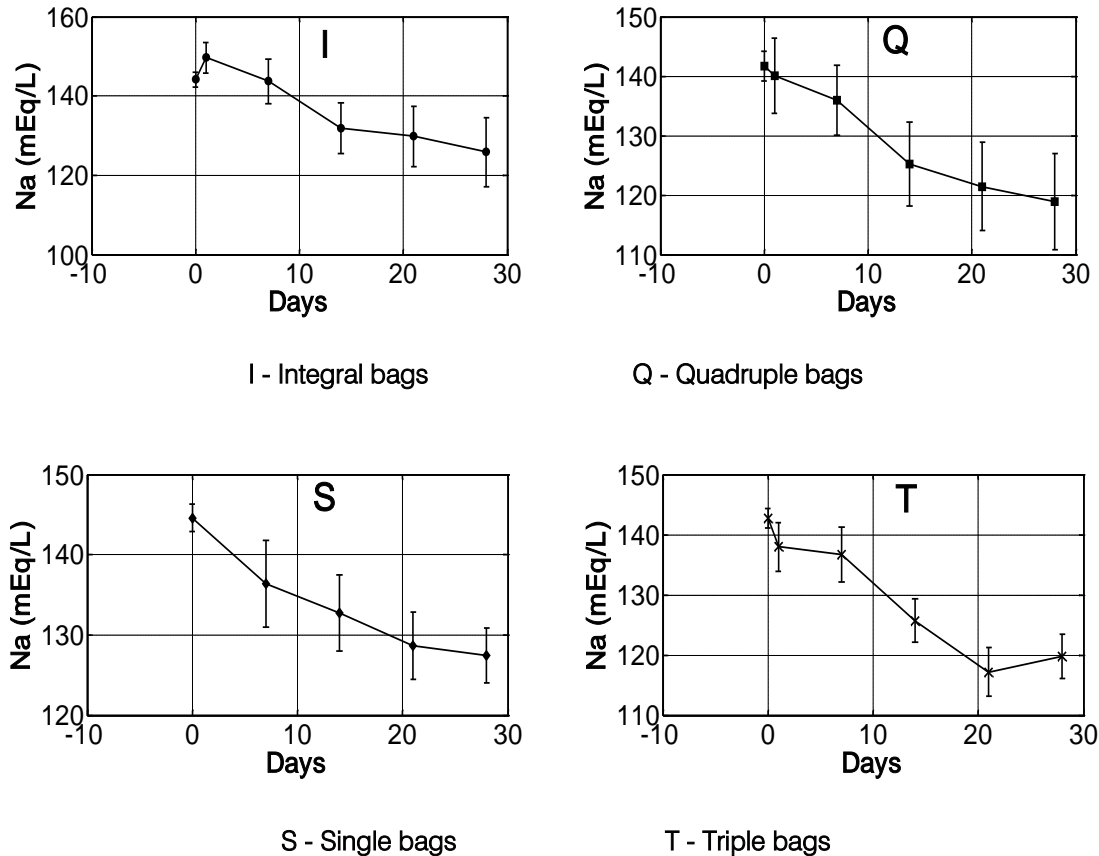 I
Na (mEq/L)
160
140
120
100
-10 0 10 20 30
Days
Q
Na (mEq/L)
150
140
130
120
110
-10 0 10 20 30
Days
I - Integral bags
Q - Quadruple bags
S
Na (mEq/L)
150
140
130
120
-10 0 10 20 30
Days
T
Na (mEq/L)
150
140
130
120
110
-10 0 10 20 30
Days
S - Single bags
T - Triple bags